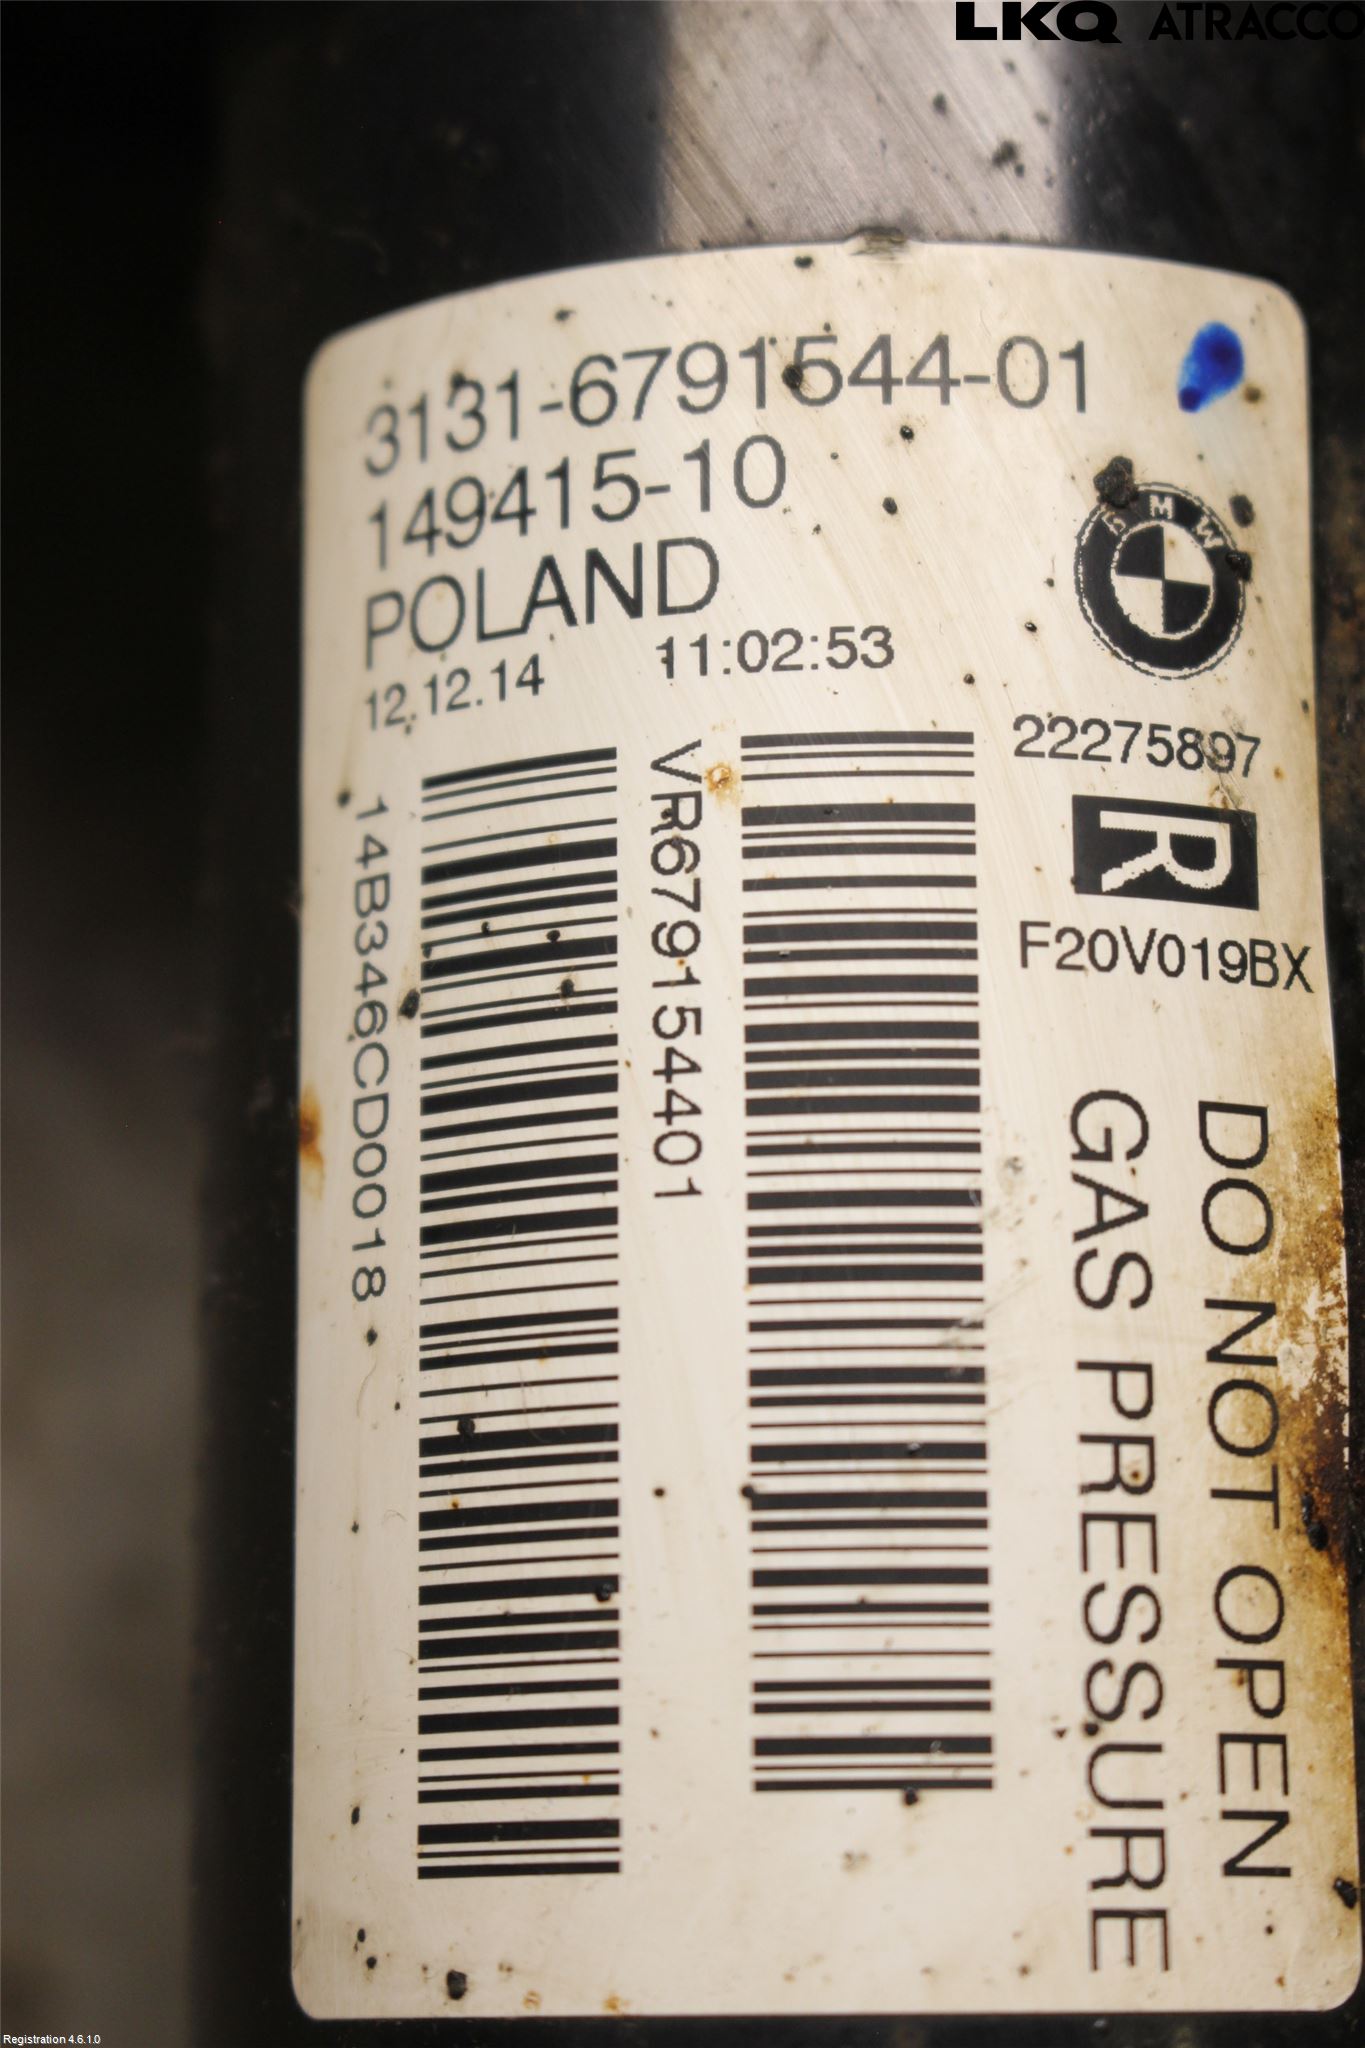 LKQ ATRACCO
3131-6791544-01
149415-10
POLAND
12.12.14 11:02:53
BMW
22275897
R
F20V019BX
14B346CD0018
VR679154401
DO NOT OPEN
GAS PRESSURE
Registration 4.6.1.0